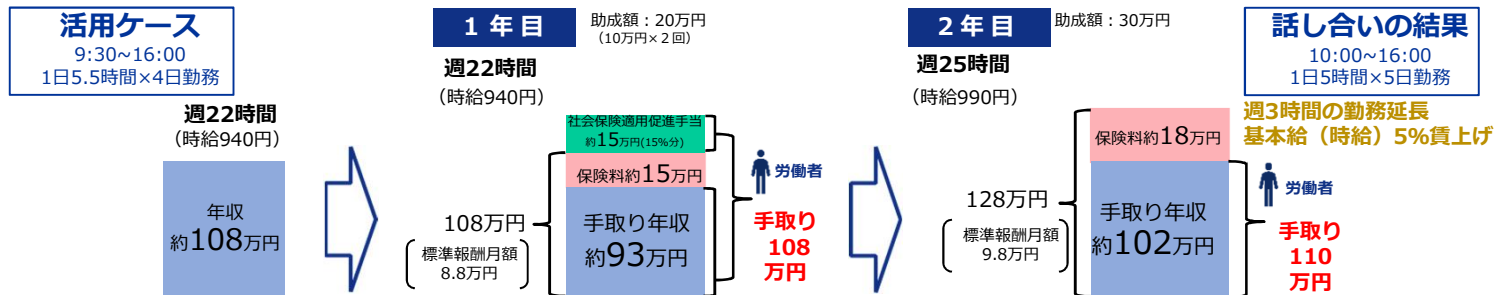 活用ケース
9:30~16:00
1日5.5時間×4日勤務
週22時間
（時給940円）
年収
約108万円
1年目
助成額：20万円
（10万円×2回）
週22時間
（時給940円）
社会保険適用促進手当
約15万円(15%分)
保険料約15万円
手取り年収
約93万円
108万円
標準報酬月額
8.8万円
労働者
手取り
108
万円
2年目
助成額：30万円
週25時間
（時給990円）
保険料約18万円
手取り年収
約102万円
128万円
標準報酬月額
9.8万円
話し合いの結果
10:00~16:00
1日5時間×5日勤務
週3時間の勤務延長
基本給（時給）5%賃上げ
労働者
手取り
110
万円